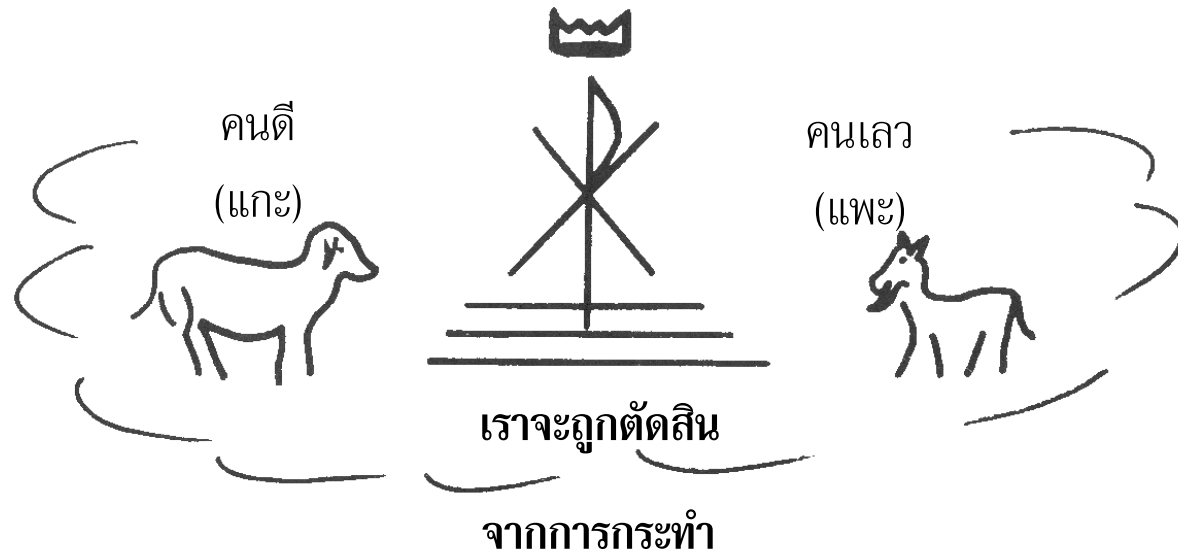 คนดี
(แกะ)
คนเลว
(แพะ)
เราจะถูกตัดสิน
จากการกระทำ